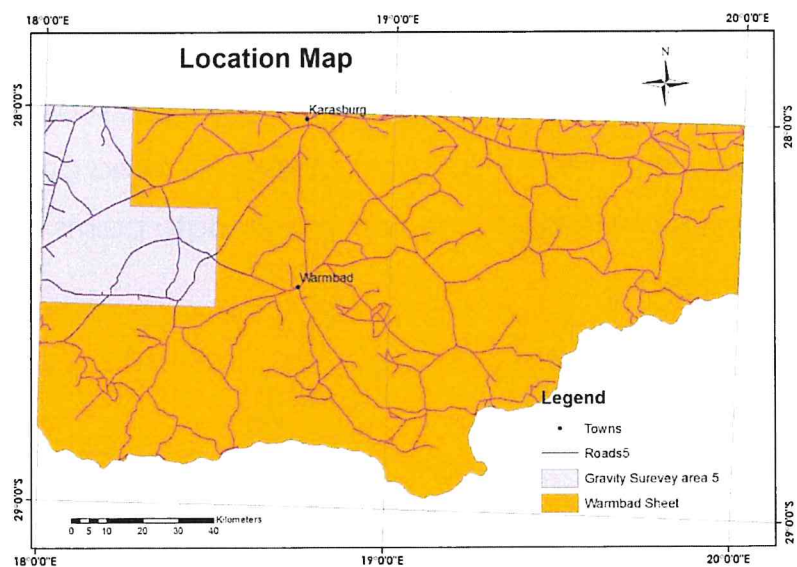 18°0'0"E
19°0'0"E
20°0'0"E
Location Map
N
28°0'0"S
28°0'0"S
Karasburg
Warmbad
Legend
Towns
Roads5
Gravity Surevey area 5
Warmbad Sheet
29°0'0"S
29°0'0"S
Kilometers
0 5 10 20 30 40
18°0'0"E
19°0'0"E
20°0'0"E